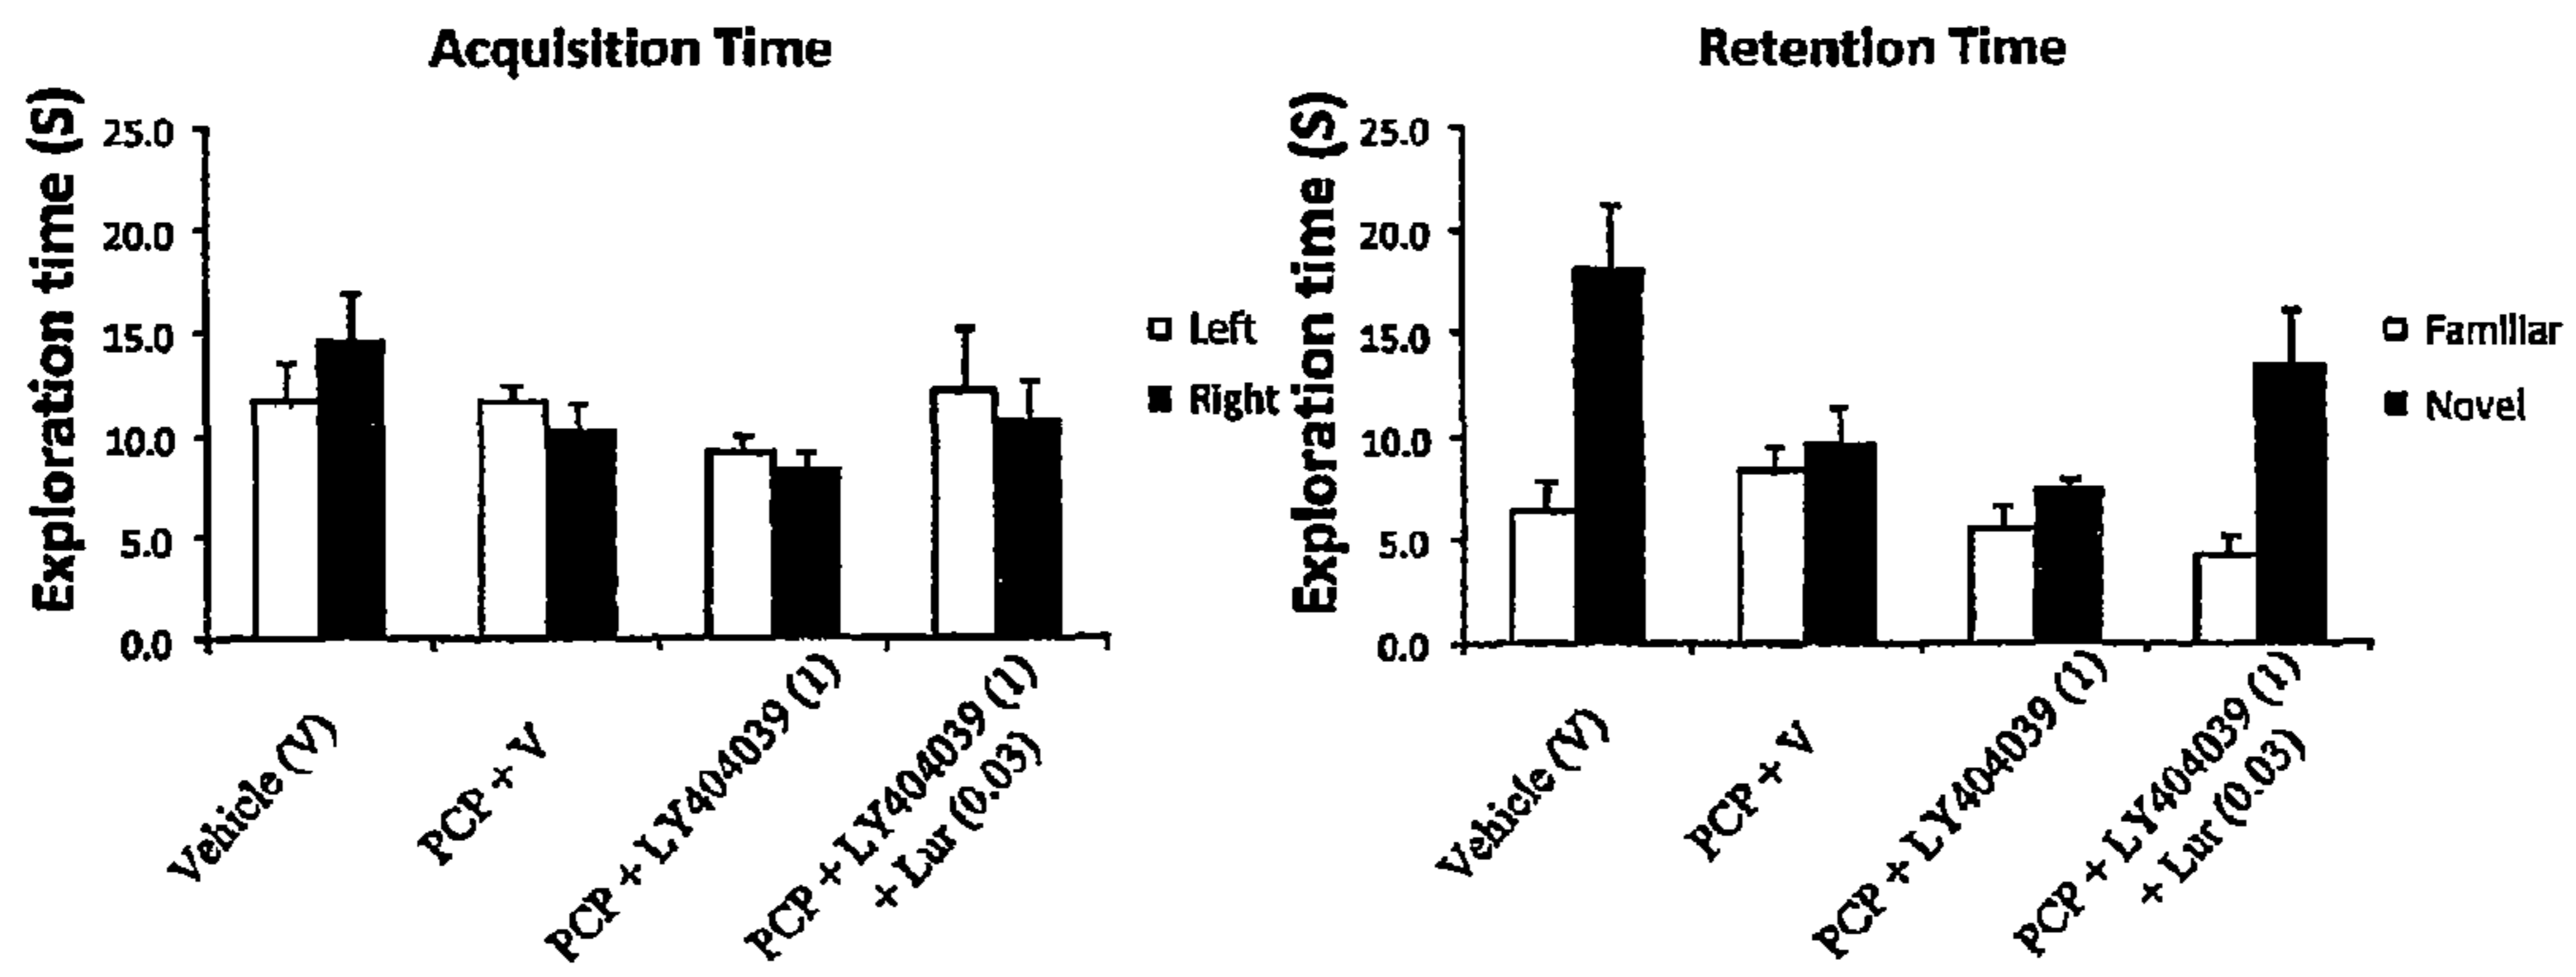 Acquisition Time
Exploration time (S)
25.0
20.0
15.0
10.0
5.0
0.0
Left
Right
Vehicle (V)
PCP + V
PCP + LY404039 (1)
PCP + LY404039 (1)
+ Lur (0.03)
Retention Time
Exploration time (S)
25.0
20.0
15.0
10.0
5.0
0.0
Familiar
Novel
Vehicle (V)
PCP + V
PCP + LY404039 (1)
PCP + LY404039 (1)
+ Lur (0.03)